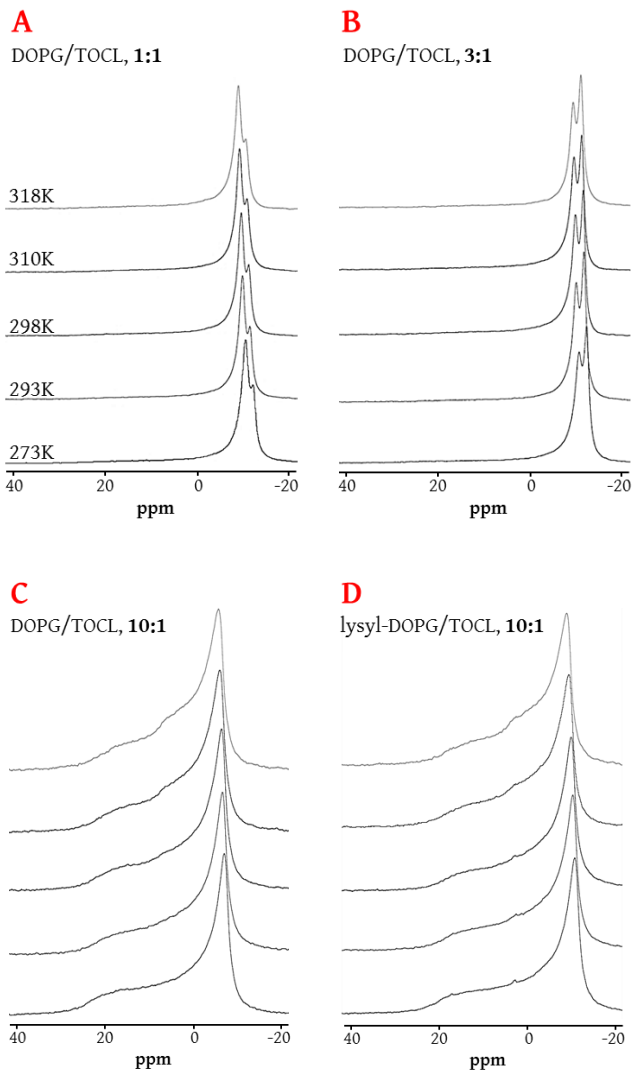 A
B
DOPG/TOCL, 1:1
DOPG/TOCL, 3:1
318K
310K
298K
293K
273K
40 20 0 -20
ppm
40 20 0 -20
ppm
C
D
DOPG/TOCL, 10:1
lysyl-DOPG/TOCL, 10:1
40 20 0 -20
ppm
40 20 0 -20
ppm